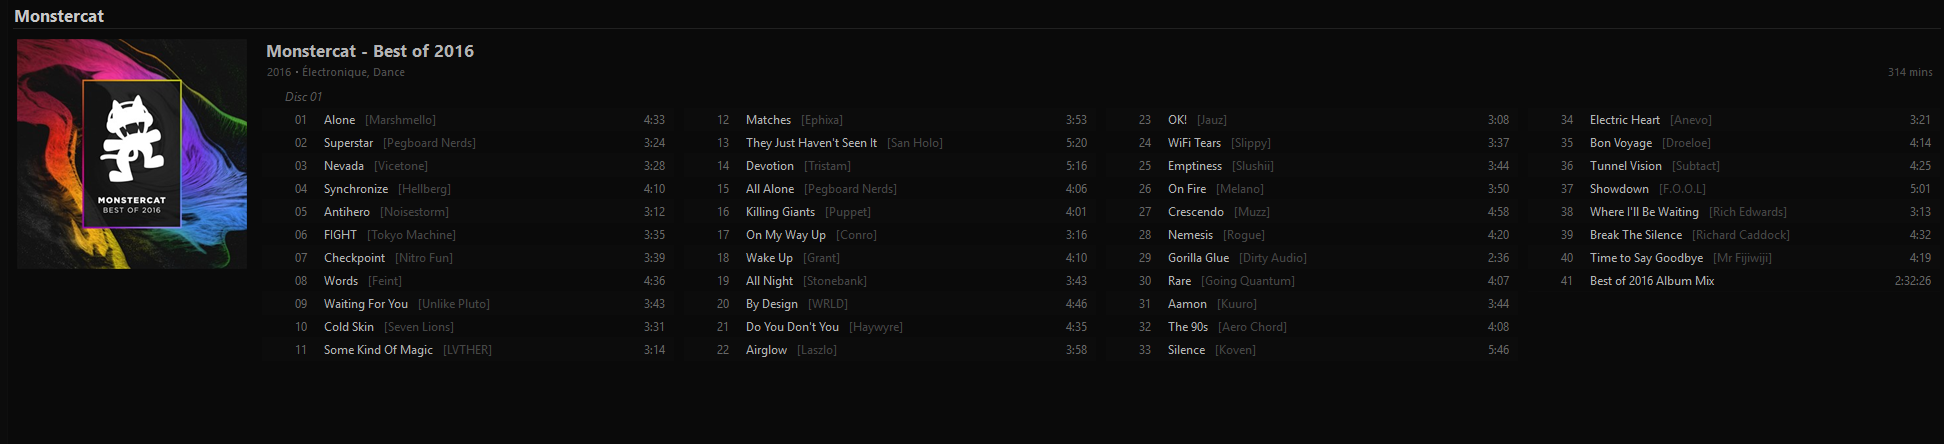 Monstercat
MONSTERCAT
BEST OF 2016
Monstercat - Best of 2016
2016 • Électronique, Dance
314 mins
Disc 01
01 Alone [Marshmello] 4:33
02 Superstar [Pegboard Nerds] 3:24
03 Nevada [Vicetone] 3:28
04 Synchronize [Hellberg] 4:10
05 Antihero [Noisestorm] 3:12
06 FIGHT [Tokyo Machine] 3:35
07 Checkpoint [Nitro Fun] 3:39
08 Words [Feint] 4:36
09 Waiting For You [Unlike Pluto] 3:43
10 Cold Skin [Seven Lions] 3:31
11 Some Kind Of Magic [LVTHER] 3:14
12 Matches [Ephixa] 3:53
13 They Just Haven't Seen It [San Holo] 5:20
14 Devotion [Tristam] 5:16
15 All Alone [Pegboard Nerds] 4:06
16 Killing Giants [Puppet] 4:01
17 On My Way Up [Conro] 3:16
18 Wake Up [Grant] 4:10
19 All Night [Stonebank] 3:43
20 By Design [WRLD] 4:46
21 Do You Don't You [Haywyre] 4:35
22 Airglow [Laszlo] 3:58
23 OK! [Jauz] 3:08
24 WiFi Tears [Slippy] 3:37
25 Emptiness [Slushii] 3:44
26 On Fire [Melano] 3:50
27 Crescendo [Muzz] 4:58
28 Nemesis [Rogue] 4:20
29 Gorilla Glue [Dirty Audio] 2:36
30 Rare [Going Quantum] 4:07
31 Aamon [Kuuro] 3:44
32 The 90s [Aero Chord] 4:08
33 Silence [Koven] 5:46
34 Electric Heart [Anevo] 3:21
35 Bon Voyage [Droeloe] 4:14
36 Tunnel Vision [Subtact] 4:25
37 Showdown [F.O.O.L] 5:01
38 Where I'll Be Waiting [Rich Edwards] 3:13
39 Break The Silence [Richard Caddock] 4:32
40 Time to Say Goodbye [Mr Fijiwiji] 4:19
41 Best of 2016 Album Mix 2:32:26